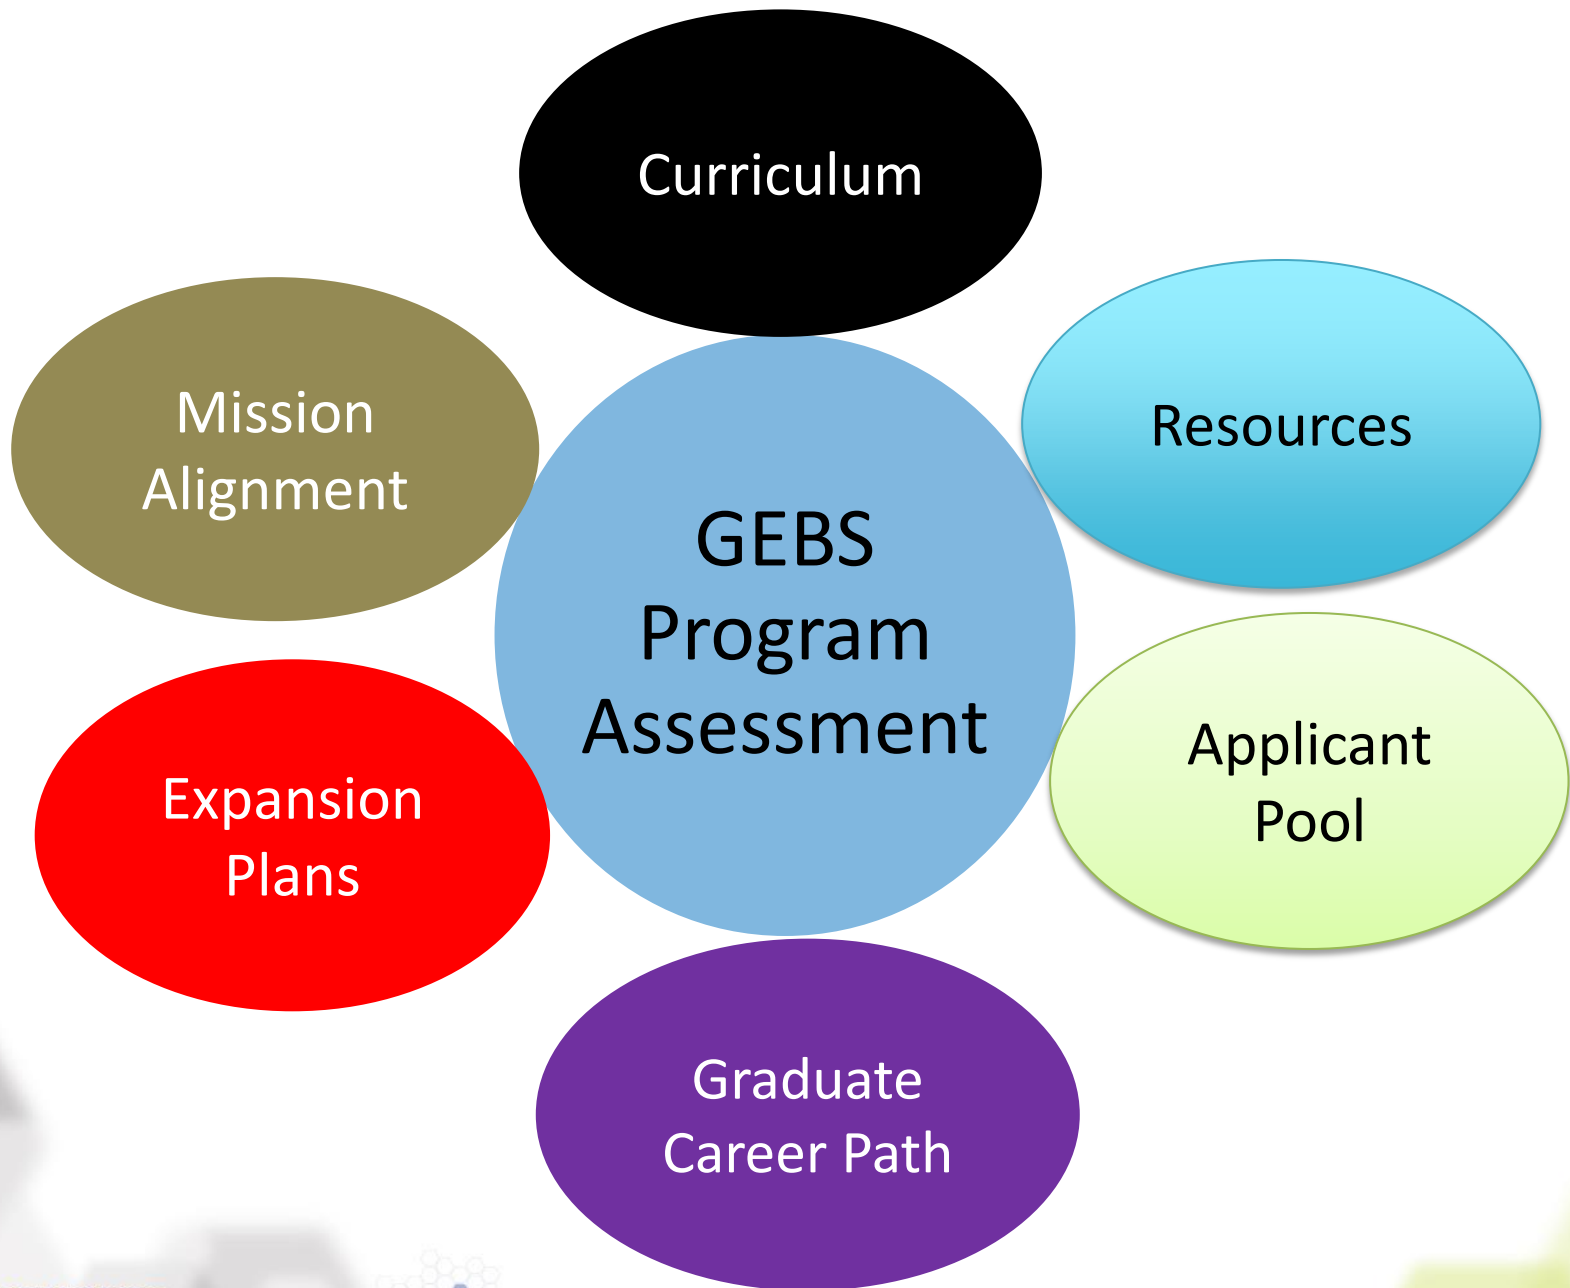 Curriculum
Mission
Alignment
Resources
GEBS
Program
Assessment
Applicant
Pool
Expansion
Plans
Graduate
Career Path